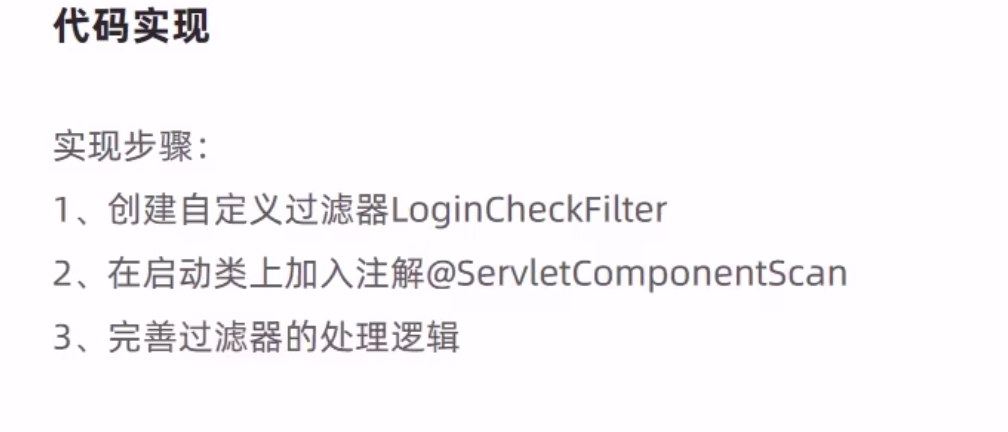 代码实现
实现步骤：
1、创建自定义过滤器LoginCheckFilter
2、在启动类上加入注解@ServletComponentScan
3、完善过滤器的处理逻辑